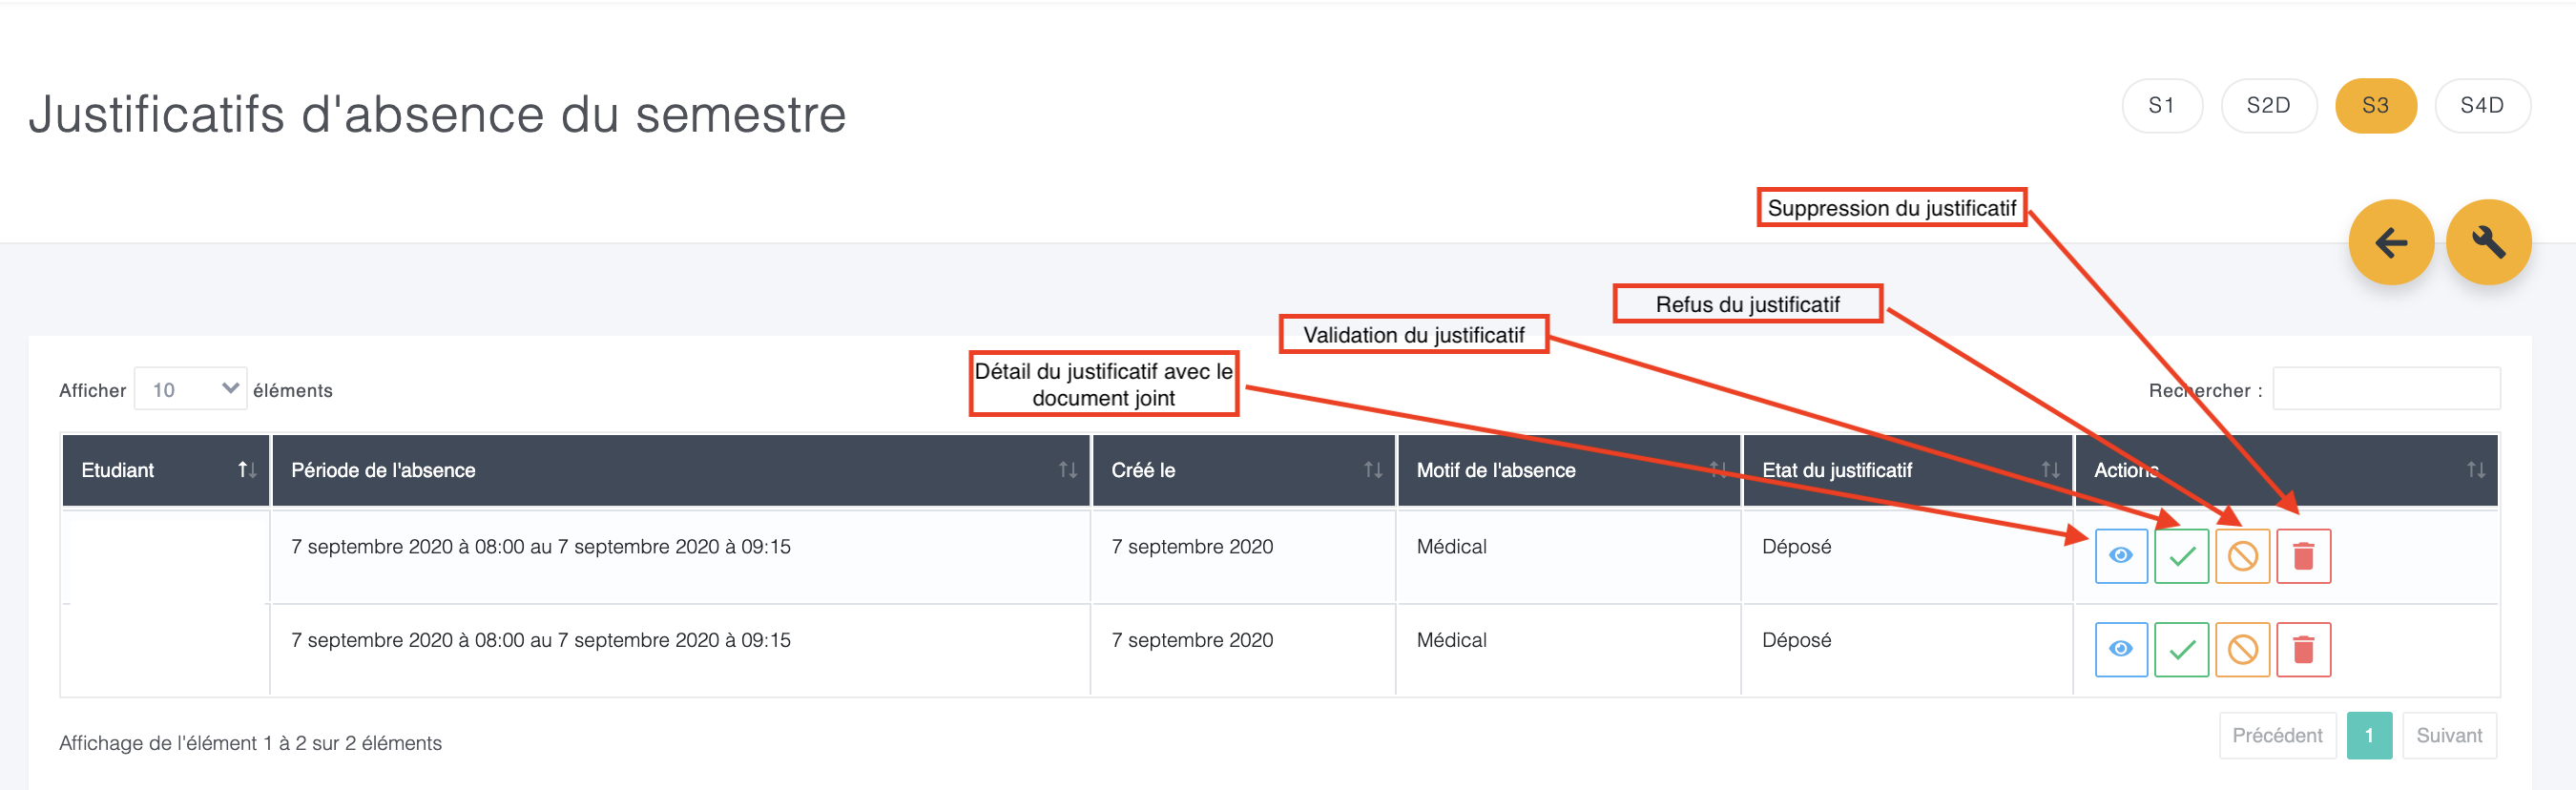 Justificatifs d'absence du semestre
S1 S2D S3 S4D
Suppression du justificatif
Refus du justificatif
Validation du justificatif
Détail du justificatif avec le
document joint
Afficher 10 éléments
Rechercher :
Etudiant Période de l'absence Créé le Motif de l'absence Etat du justificatif Actions
7 septembre 2020 à 08:00 au 7 septembre 2020 à 09:15 7 septembre 2020 Médical Déposé
7 septembre 2020 à 08:00 au 7 septembre 2020 à 09:15 7 septembre 2020 Médical Déposé
Affichage de l'élément 1 à 2 sur 2 éléments
Précédent 1 Suivant